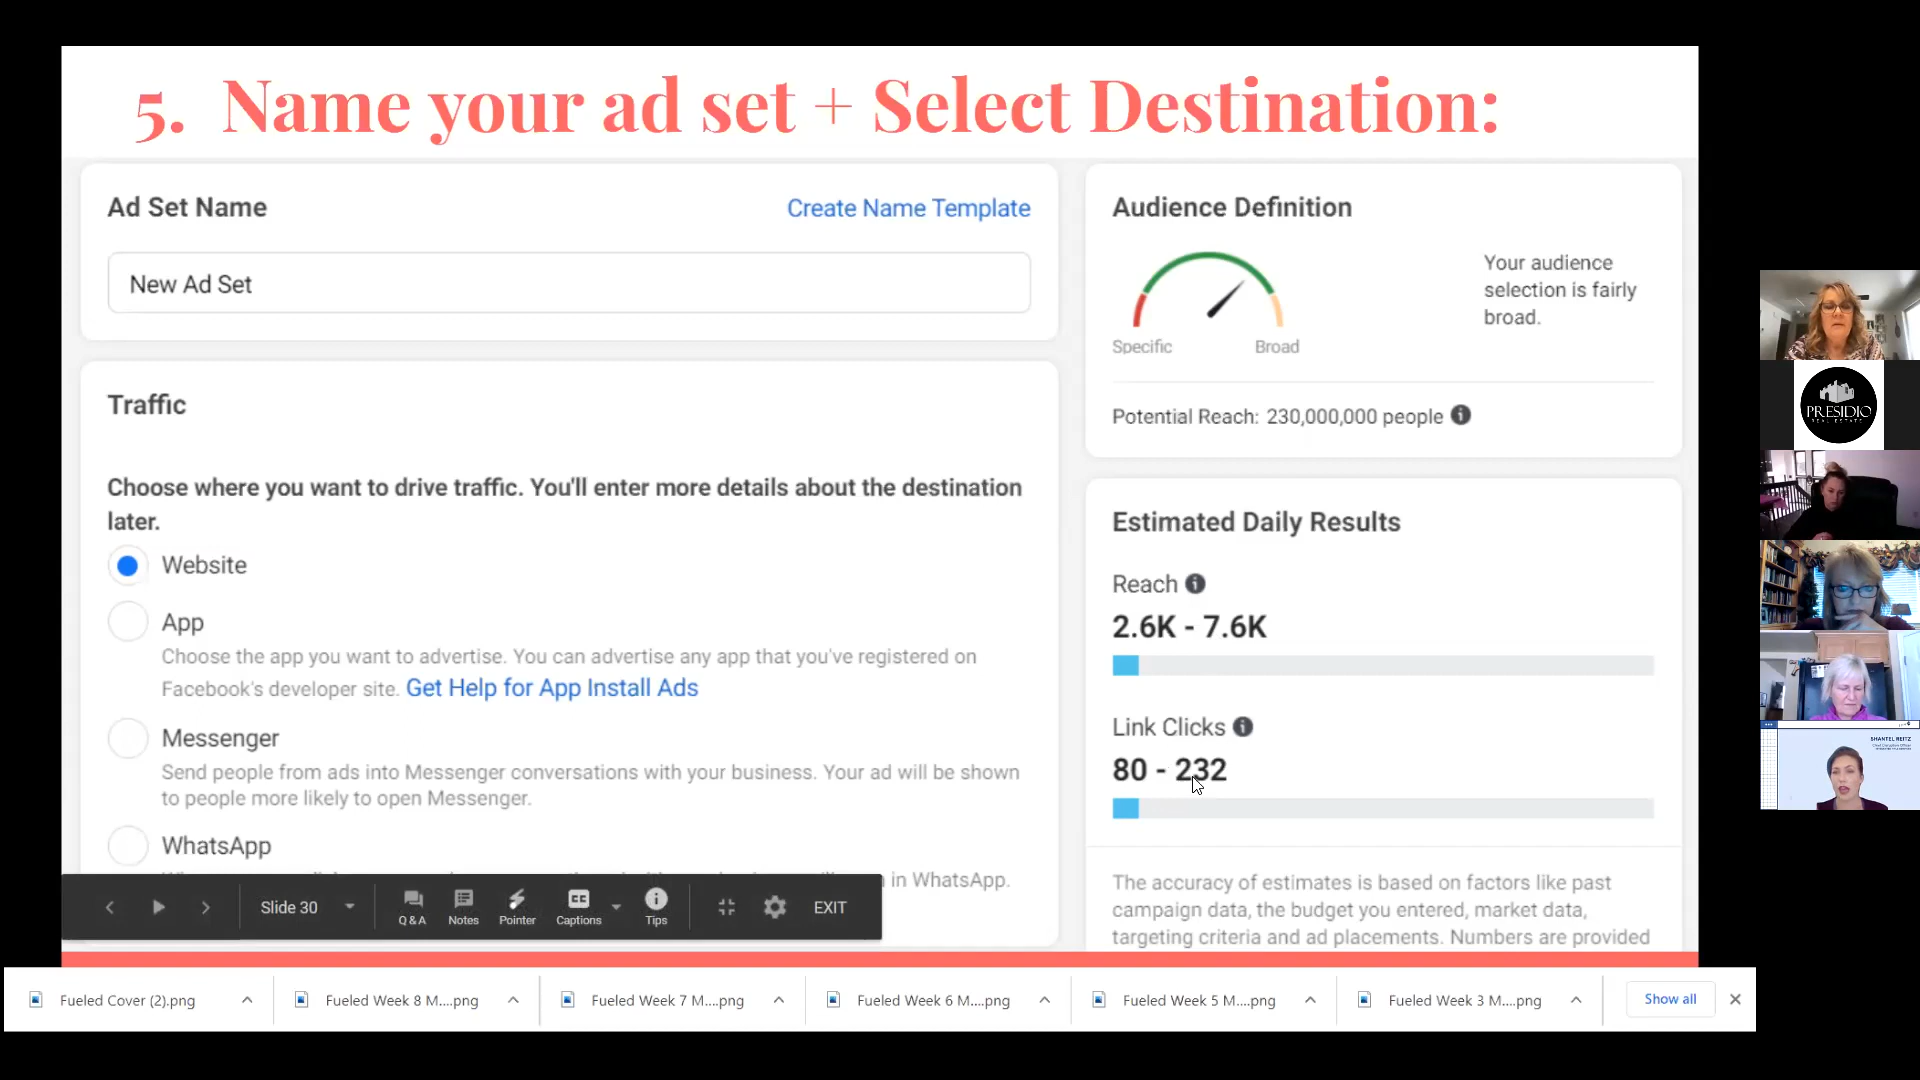 5. Name your ad set + Select Destination:
Ad Set Name
Create Name Template
New Ad Set
Traffic
Choose where you want to drive traffic. You'll enter more details about the destination
later.
Website
App
Choose the app you want to advertise. You can advertise any app that you've registered on
Facebook's developer site. Get Help for App Install Ads
Messenger
Send people from ads into Messenger conversations with your business. Your ad will be shown
to people more likely to open Messenger.
WhatsApp
in WhatsApp.
Audience Definition
Your audience
selection is fairly
broad.
Specific
Broad
Potential Reach: 230,000,000 people
Estimated Daily Results
Reach
2.6K - 7.6K
Link Clicks
80 - 232
The accuracy of estimates is based on factors like past
campaign data, the budget you entered, market data,
targeting criteria and ad placements. Numbers are provided
Slide 30
Q & A
Notes
Pointer
CC
Captions
Tips
EXIT
PRESIDIO
REAL ESTATE
SHANTEL REITZ
Fueled Cover (2).png
Fueled Week 8 M....png
Fueled Week 7 M....png
Fueled Week 6 M....png
Fueled Week 5 M....png
Fueled Week 3 M....png
Show all